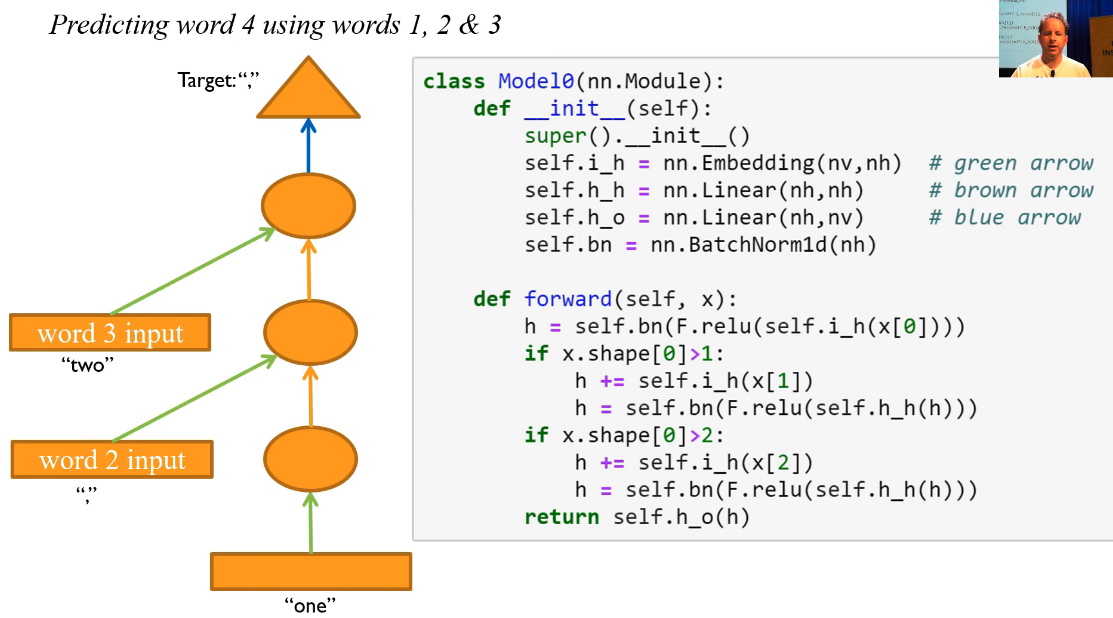 Predicting word 4 using words 1, 2 & 3
Target:“,”
word 3 input
“two”
word 2 input
“,”
“one”
class Model0(nn.Module):
    def __init__(self):
        super().__init__()
        self.i_h = nn.Embedding(nv,nh)  # green arrow
        self.h_h = nn.Linear(nh,nh)     # brown arrow
        self.h_o = nn.Linear(nh,nv)     # blue arrow
        self.bn = nn.BatchNorm1d(nh)

    def forward(self, x):
        h = self.bn(F.relu(self.i_h(x[0])))
        if x.shape[0]>1:
            h += self.i_h(x[1])
            h = self.bn(F.relu(self.h_h(h)))
        if x.shape[0]>2:
            h += self.i_h(x[2])
            h = self.bn(F.relu(self.h_h(h)))
        return self.h_o(h)